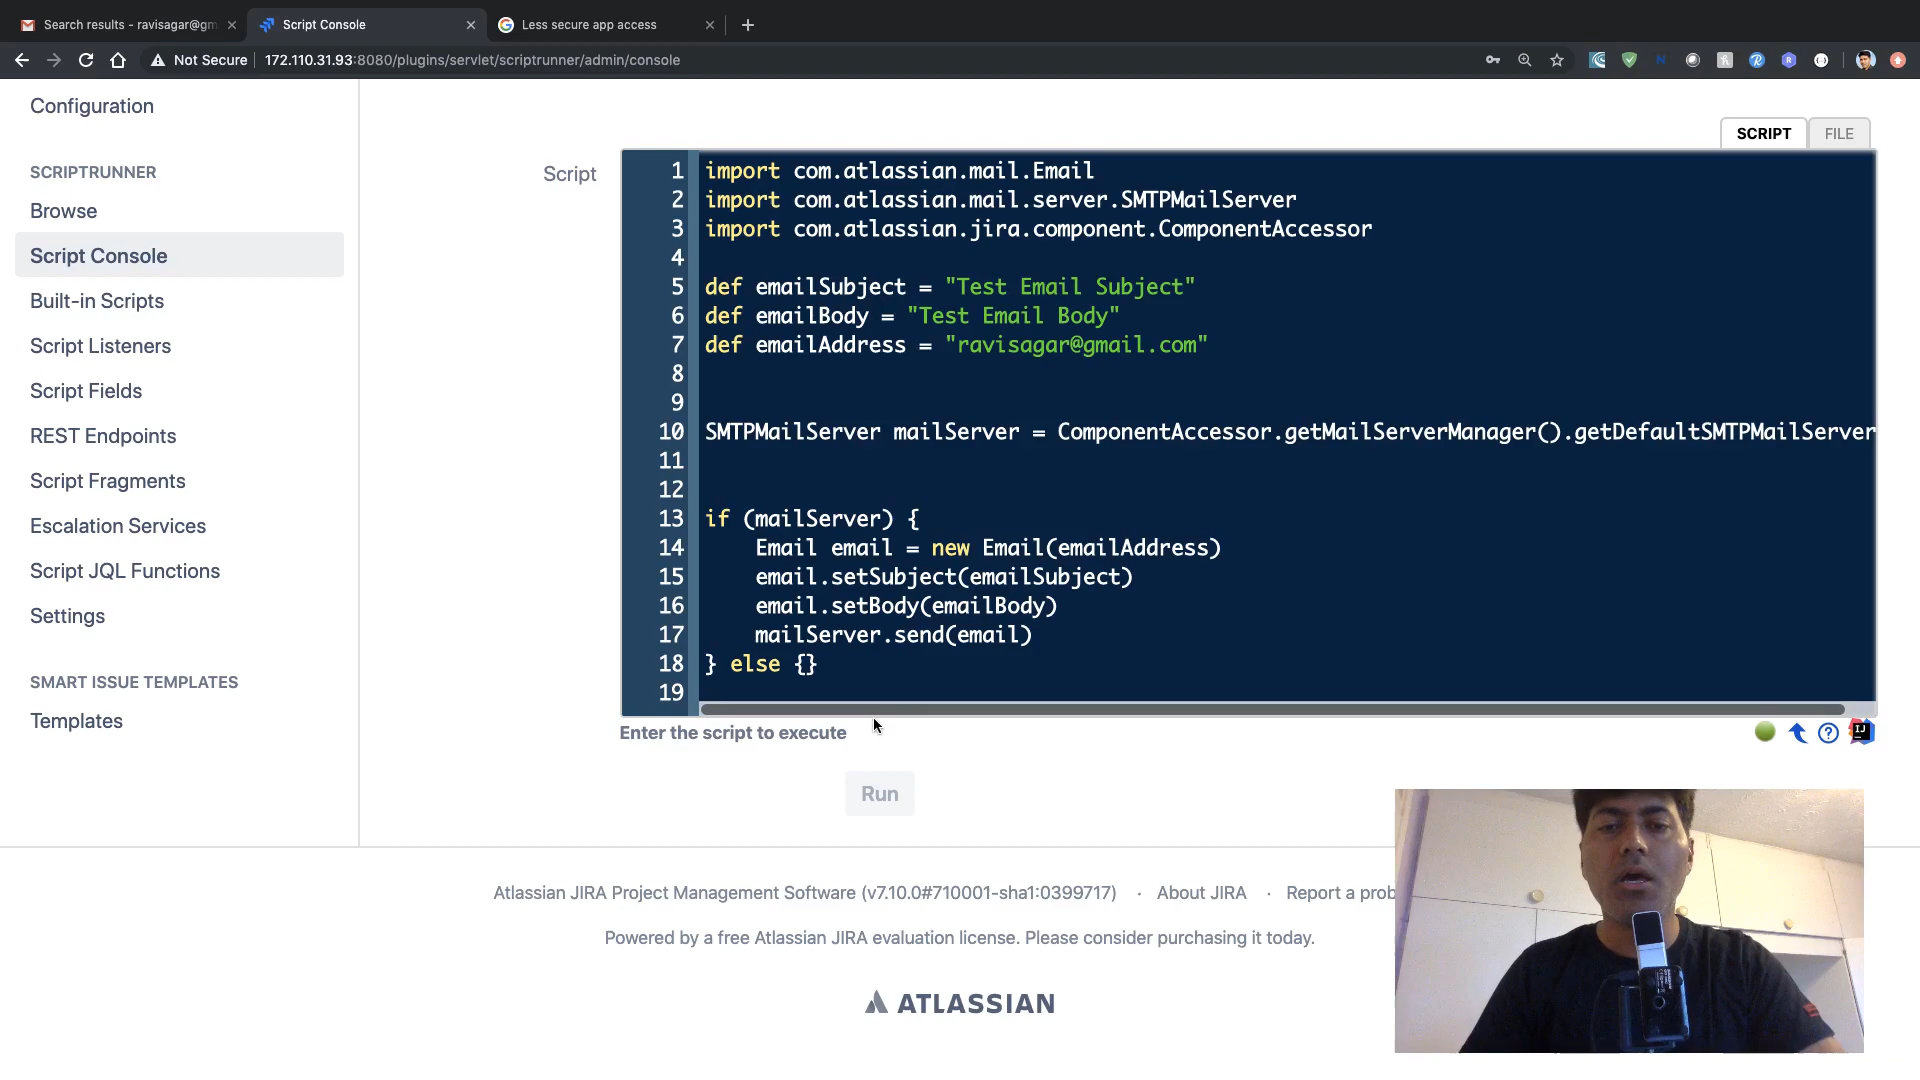 Search results - ravisagar@gm
Script Console
Less secure app access
Not Secure
172.110.31.93:8080/plugins/servlet/scriptrunner/admin/console
Configuration
SCRIPTRUNNER
Browse
Script Console
Built-in Scripts
Script Listeners
Script Fields
REST Endpoints
Script Fragments
Escalation Services
Script JQL Functions
Settings
SMART ISSUE TEMPLATES
Templates
SCRIPT
FILE
Script
1 import com.atlassian.mail.Email
2 import com.atlassian.mail.server.SMTPMailServer
3 import com.atlassian.jira.component.ComponentAccessor
4
5 def emailSubject = "Test Email Subject"
6 def emailBody = "Test Email Body"
7 def emailAddress = "ravisagar@gmail.com"
8
9
10 SMTPMailServer mailServer = ComponentAccessor.getMailServerManager().getDefaultSMTPMailServer
11
12
13 if (mailServer) {
14 Email email = new Email(emailAddress)
15 email.setSubject(emailSubject)
16 email.setBody(emailBody)
17 mailServer.send(email)
18 } else {}
19
Enter the script to execute
Run
Atlassian JIRA Project Management Software (v7.10.0#710001-sha1:0399717) · About JIRA · Report a prob
Powered by a free Atlassian JIRA evaluation license. Please consider purchasing it today.
ATLASSIAN